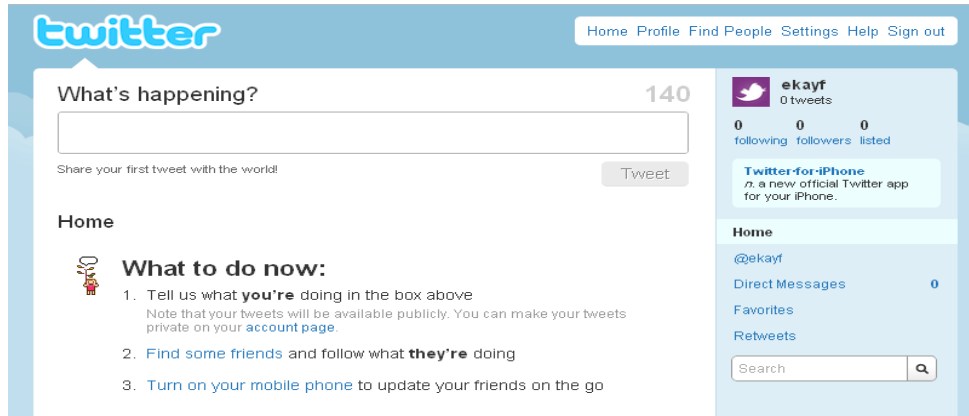 twitter
Home Profile Find People Settings Help Sign out
What's happening?
140
Share your first tweet with the world!
Tweet
Home
What to do now:
1. Tell us what you're doing in the box above
Note that your tweets will be available publicly. You can make your tweets
private on your account page.
2. Find some friends and follow what they're doing
3. Turn on your mobile phone to update your friends on the go
ekayf
0 tweets
0 0 0
following followers listed
Twitter·for·iPhone
n. a new official Twitter app
for your iPhone.
Home
@ekayf
Direct Messages 0
Favorites
Retweets
Search